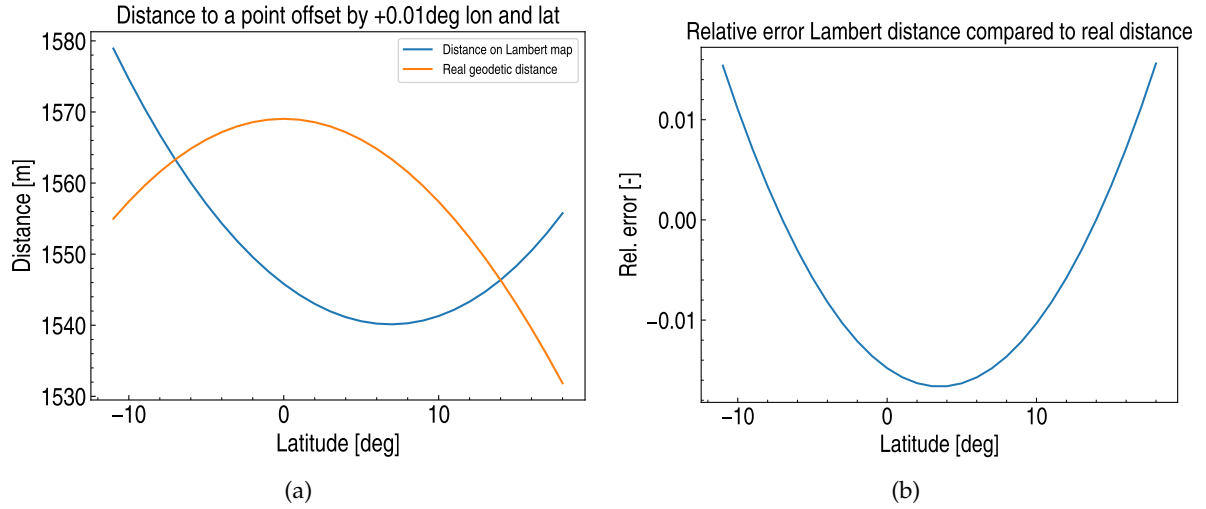 Distance to a point offset by +0.01deg lon and lat
Distance on Lambert map
Real geodetic distance
1580
1570
1560
1550
1540
1530
Distance [m]
−10 0 10
Latitude [deg]
(a)
Relative error Lambert distance compared to real distance
0.01
0.00
−0.01
Rel. error [-]
−10 0 10
Latitude [deg]
(b)